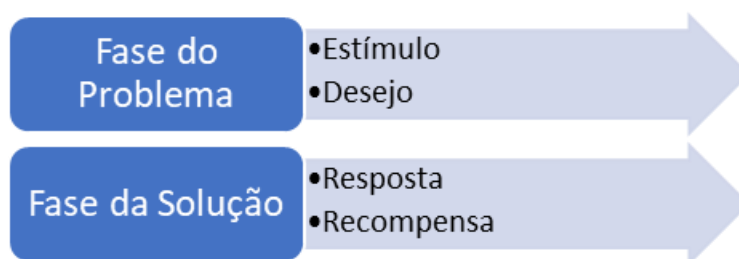 Fase do
Problema
•Estímulo
•Desejo
Fase da Solução
•Resposta
•Recompensa